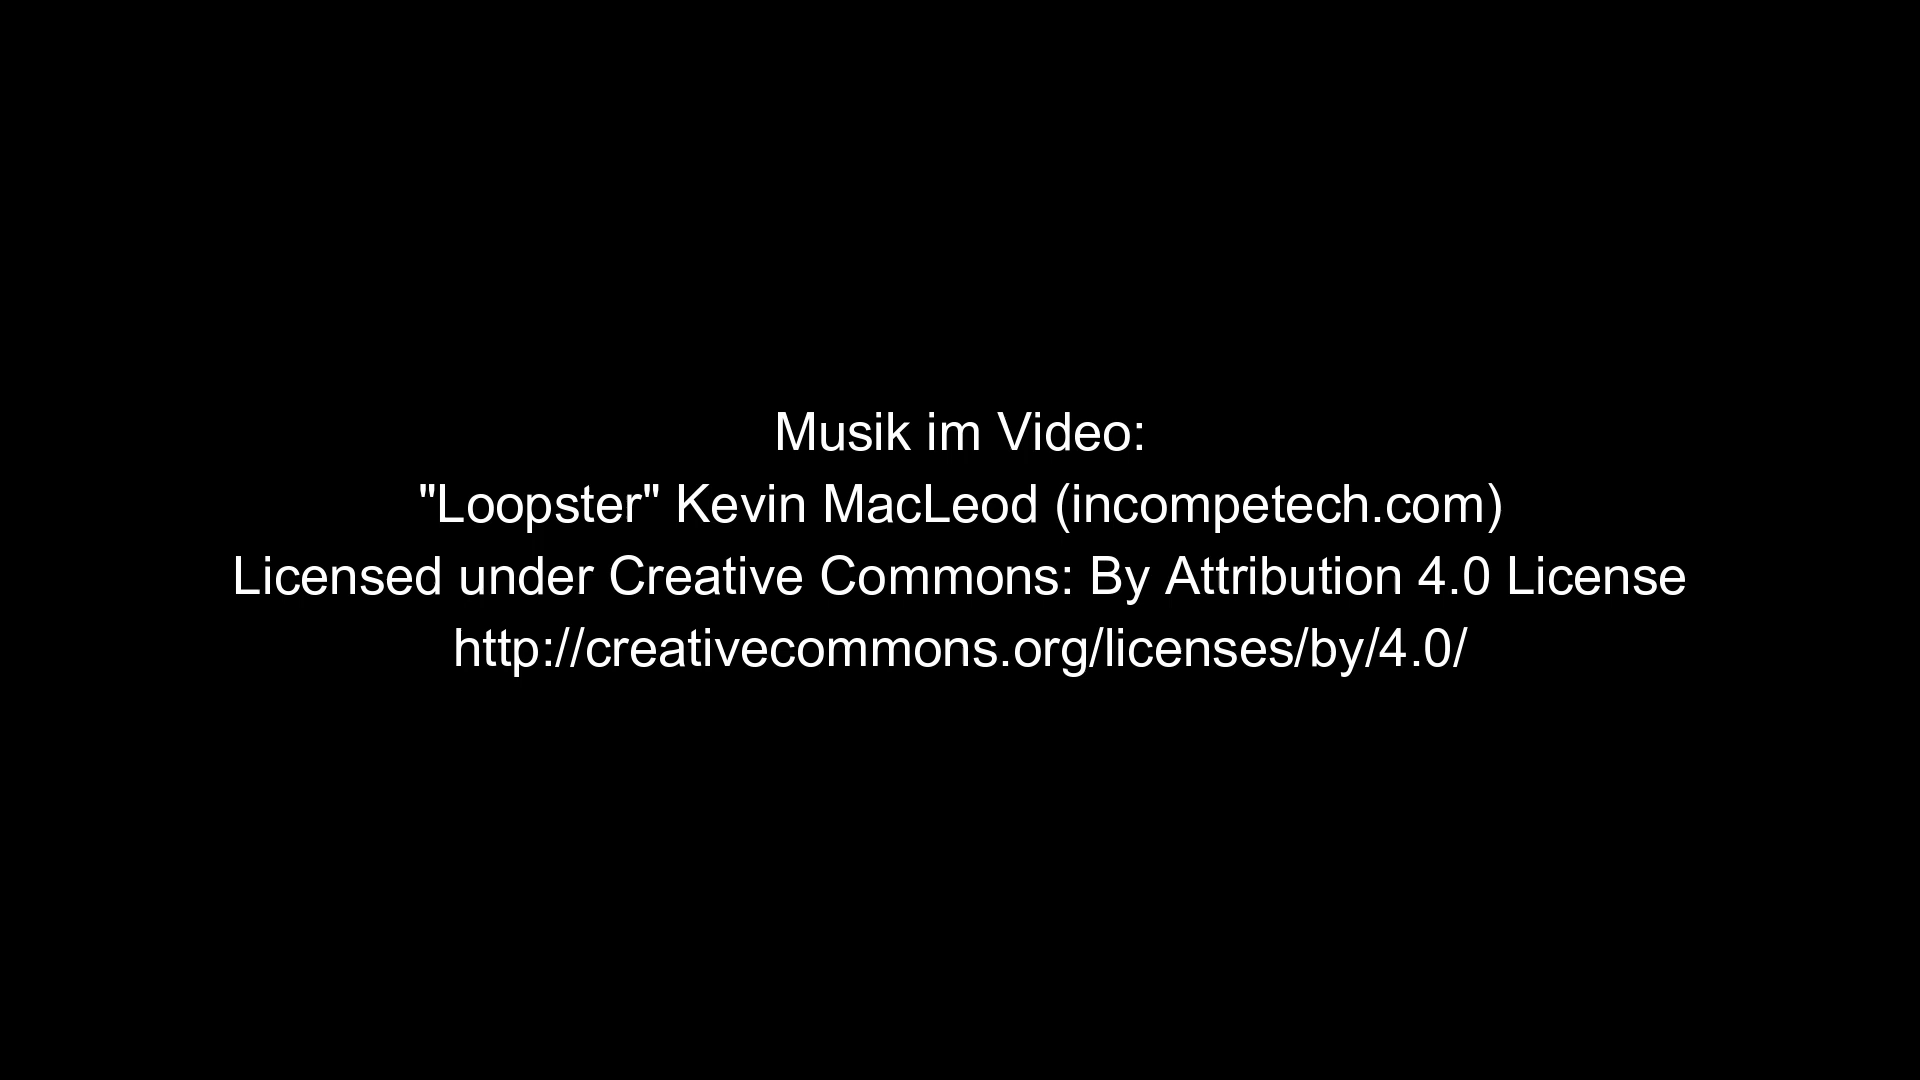 Musik im Video:
"Loopster" Kevin MacLeod (incompetech.com)
Licensed under Creative Commons: By Attribution 4.0 License
http://creativecommons.org/licenses/by/4.0/